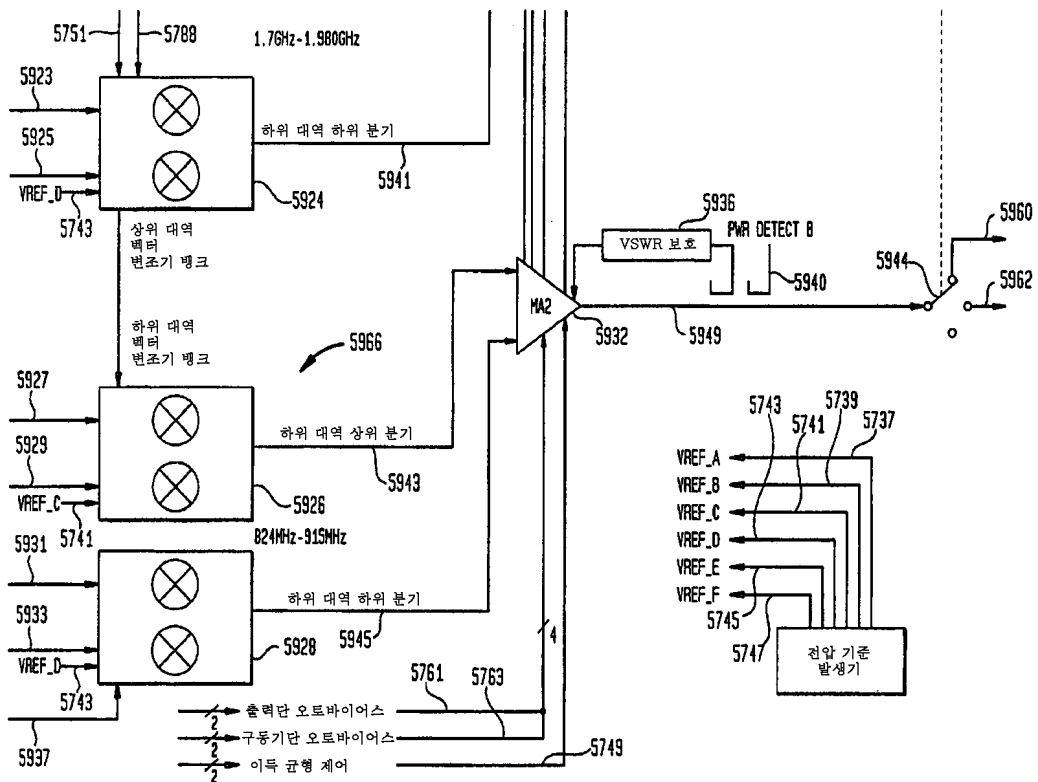 5751
5788
1.7GHz-1.980GHz
5923
5925
VREF_D
5743
5924
하위 대역 하위 분기
5941
상위 대역
벡터
변조기 뱅크
하위 대역
벡터
변조기 뱅크
5966
5936
VSWR 보호
PWR DETECT B
5940
MA2
5932
5949
5944
5960
5962
5927
5929
VREF_C
5741
5926
하위 대역 상위 분기
5943
824MHz-915MHz
5931
5933
VREF_D
5743
5937
5928
하위 대역 하위 분기
5945
4
5743
5741
5739
5737
VREF_A
VREF_B
VREF_C
VREF_D
VREF_E
VREF_F
5745
5747
전압 기준
발생기
2
출력단 오토바이어스
5761
5763
2
구동기단 오토바이어스
2
이득 균형 제어
5749